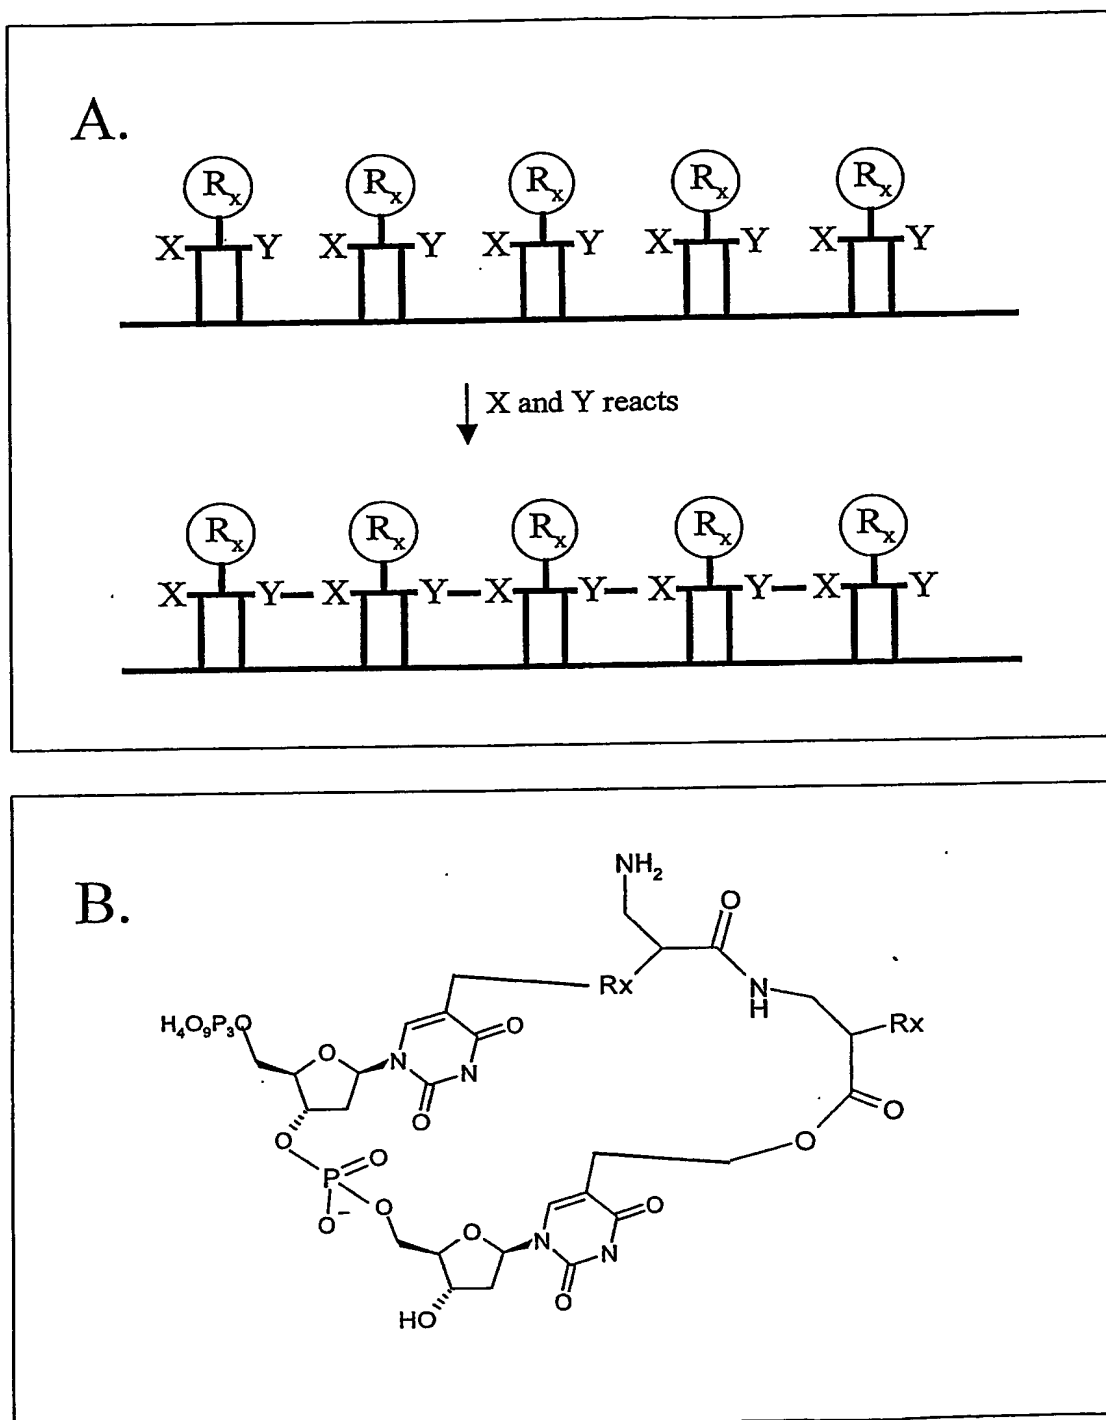 A.
Rx Rx Rx Rx Rx
X Y X Y X Y X Y X Y
X and Y reacts
Rx Rx Rx Rx Rx
X Y X Y X Y X Y X Y
B.
NH2
O
Rx N H
Rx
H4O9P3O O N O
N O
O O
O P O O
O− O O
O N N
HO O